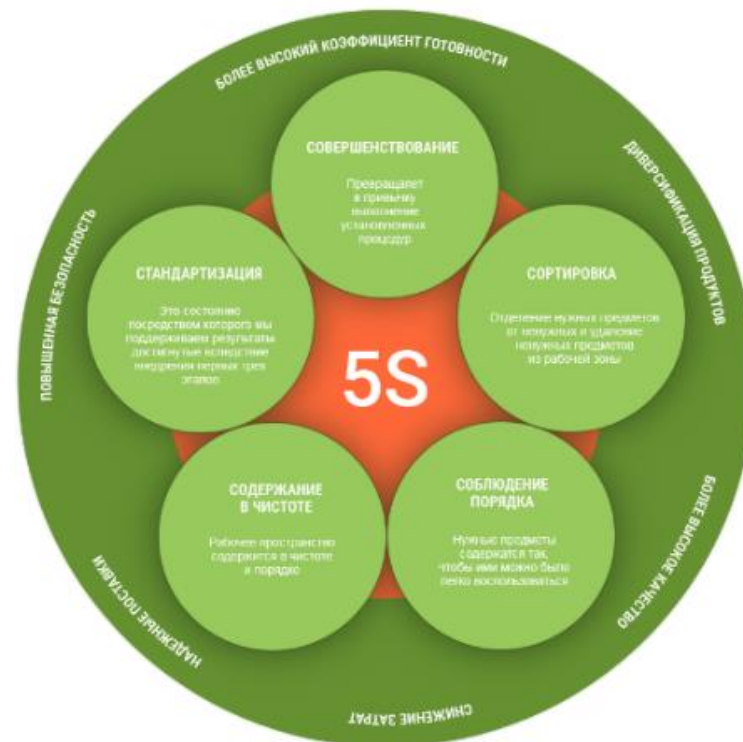 БОЛЕЕ ВЫСОКИЙ КОЭФФИЦИЕНТ ГОТОВНОСТИ
ДИВЕРСИФИКАЦИЯ ПРОДУКТОВ
БОЛЕЕ ВЫСОКОЕ КАЧЕСТВО
СНИЖЕНИЕ ЗАТРАТ
НАДЕЖНЫЕ ПОСТАВКИ
ПОВЫШЕННАЯ БЕЗОПАСНОСТЬ
5S
СОВЕРШЕНСТВОВАНИЕ
Превращает
в привычку
выполнение
установленных
процедур
СОРТИРОВКА
Отделение нужных предметов
от ненужных и удаление
ненужных предметов
из рабочей зоны
СОБЛЮДЕНИЕ
ПОРЯДКА
Нужные предметы
содержатся так,
чтобы ими можно было
легко воспользоваться
СОДЕРЖАНИЕ
В ЧИСТОТЕ
Рабочее пространство
содержится в чистоте
и порядке
СТАНДАРТИЗАЦИЯ
Это состояние
посредством которого мы
поддерживаем результаты
достигнутые вследствие
внедрения первых трех
этапов